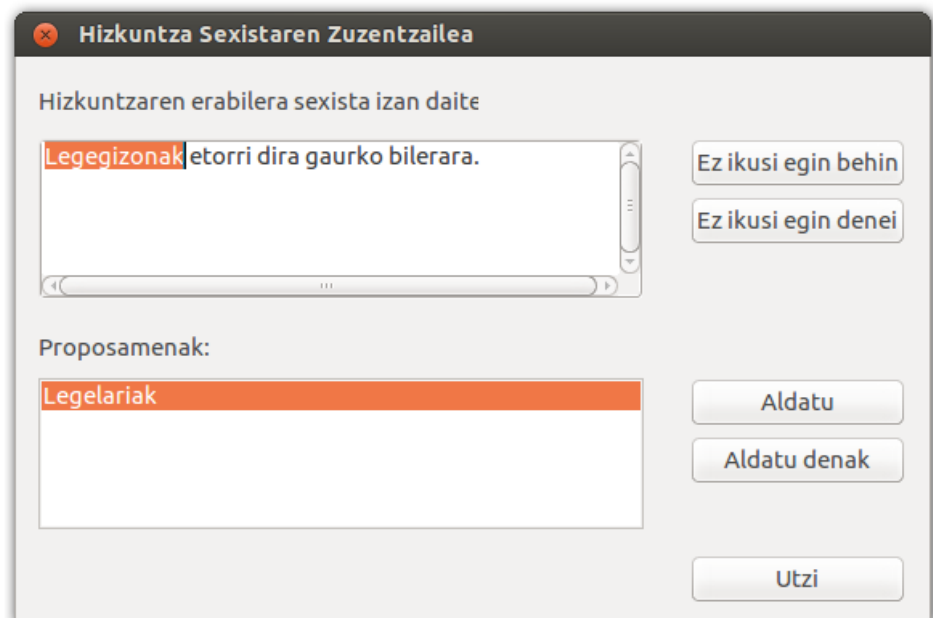 Hizkuntza Sexistaren Zuzentzailea
Hizkuntzaren erabilera sexista izan daite
Legegizonak etorri dira gaurko bilerara.
Ez ikusi egin behin
Ez ikusi egin denei
Proposamenak:
Legelariak
Aldatu
Aldatu denak
Utzi